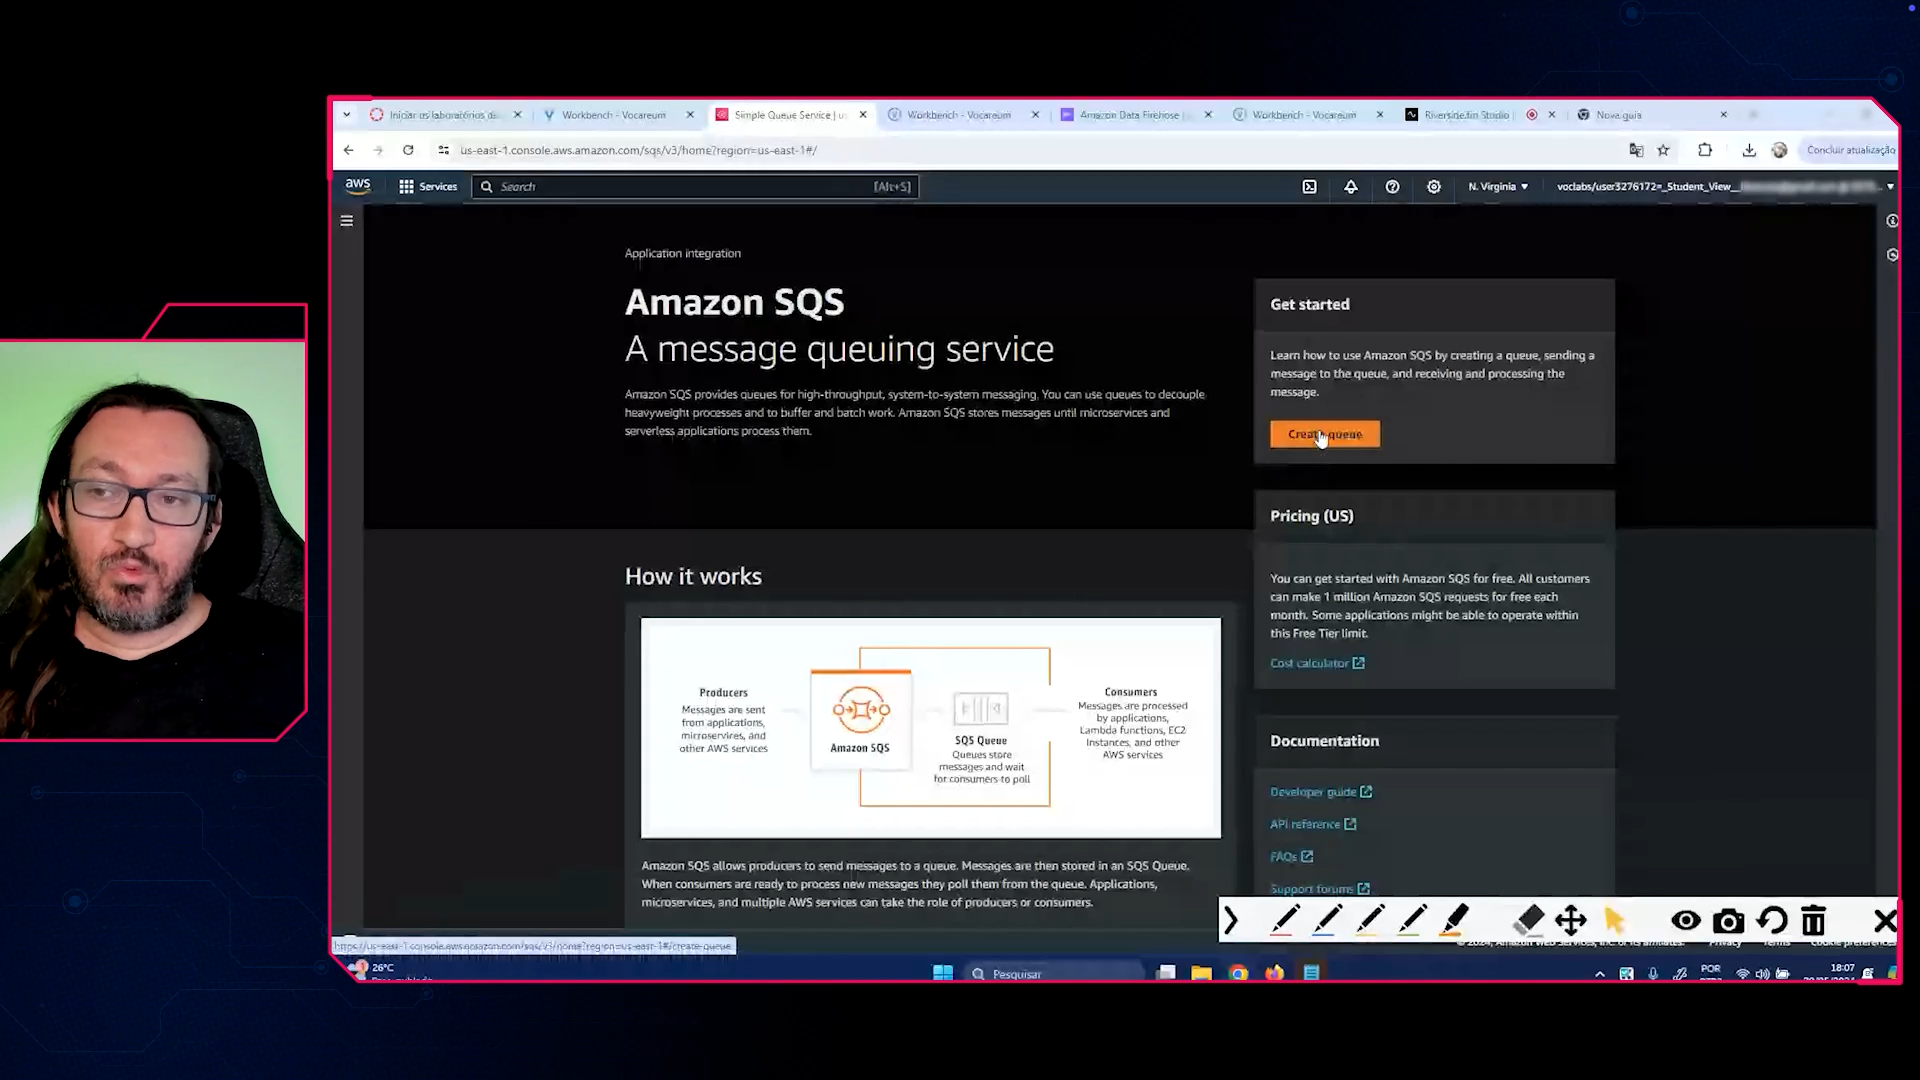 Iniciar os laboratórios da
Workbench - Vocareum
Simple Queue Service | us
Workbench - Vocareum
Amazon Data Firehose |
Workbench - Vocareum
Riverside.fm Studio |
Nova guia
us-east-1.console.aws.amazon.com/sqs/v3/home?region=us-east-1#/
Concluir atualização
aws
Services
Search
[Alt+S]
N. Virginia
voclabs/user3276172=_Student_View_
Application integration
Amazon SQS
A message queuing service
Amazon SQS provides queues for high-throughput, system-to-system messaging. You can use queues to decouple
heavyweight processes and to buffer and batch work. Amazon SQS stores messages until microservices and
serverless applications process them.
Get started
Learn how to use Amazon SQS by creating a queue, sending a
message to the queue, and receiving and processing the
message.
Create queue
Pricing (US)
You can get started with Amazon SQS for free. All customers
can make 1 million Amazon SQS requests for free each
month. Some applications might be able to operate within
this Free Tier limit.
Cost calculator
How it works
Producers
Messages are sent
from applications,
microservices, and
other AWS services
Amazon SQS
SQS Queue
Queues store
messages and wait
for consumers to poll
Consumers
Messages are processed
by applications,
Lambda functions, EC2
Instances, and other
AWS services
Amazon SQS allows producers to send messages to a queue. Messages are then stored in an SQS Queue.
When consumers are ready to process new messages they poll them from the queue. Applications,
microservices, and multiple AWS services can take the role of producers or consumers.
Documentation
Developer guide
API reference
FAQs
Support forums
© 2024, Amazon Web Services, Inc. or its affiliates.
Privacy
Terms
Cookie preferences
https://us-east-1.console.aws.amazon.com/sqs/v3/home?region=us-east-1#/create-queue
26°C
Pesquisar
POR
18:07